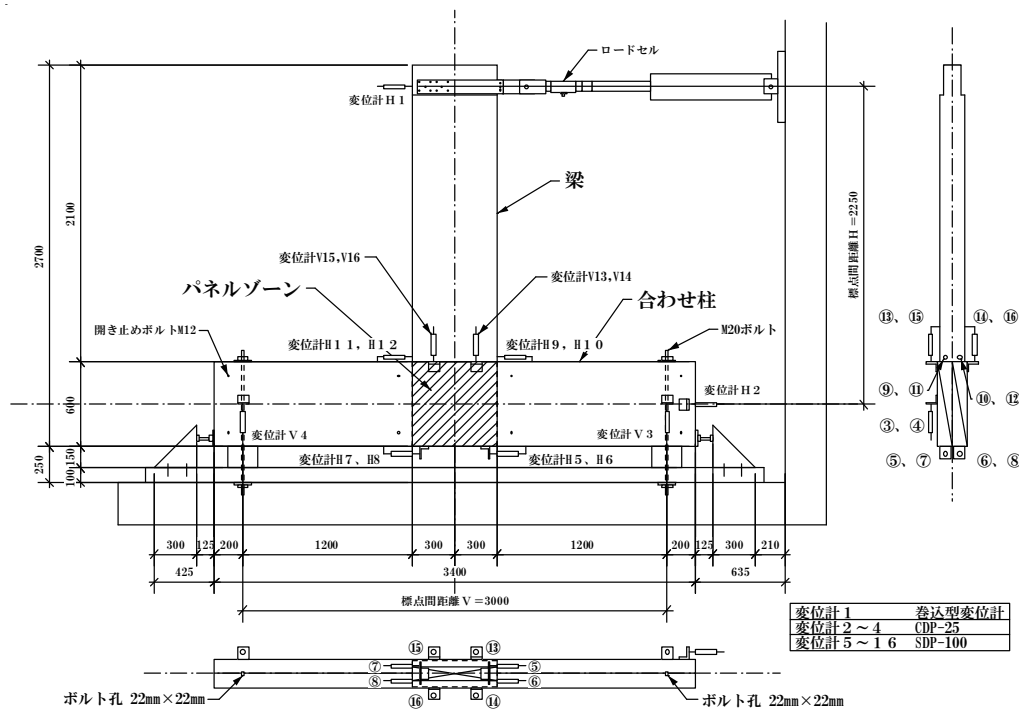 ロードセル
変位計H1
梁
2100
2700
標点間距離H=2250
変位計V15,V16
変位計V13,V14
パネルゾーン
合わせ柱
⑬、⑮
⑭、⑯
開き止めボルトM12
変位計H11，H12
変位計H9，H10
M20ボルト
変位計H2
⑨、⑪
⑩、⑫
600
変位計V4
変位計V3
③、④
変位計H7、H8
変位計H5、H6
⑤、⑦
⑥、⑧
250
150
100
300
125
200
1200
300
300
1200
200
125
300
210
425
3400
635
標点間距離V=3000
変位計1 巻込型変位計
変位計2～4 CDP-25
変位計5～16 SDP-100
⑮
⑬
⑦
⑤
⑧
⑥
ボルト孔 22mm×22mm
⑯
⑭
ボルト孔 22mm×22mm